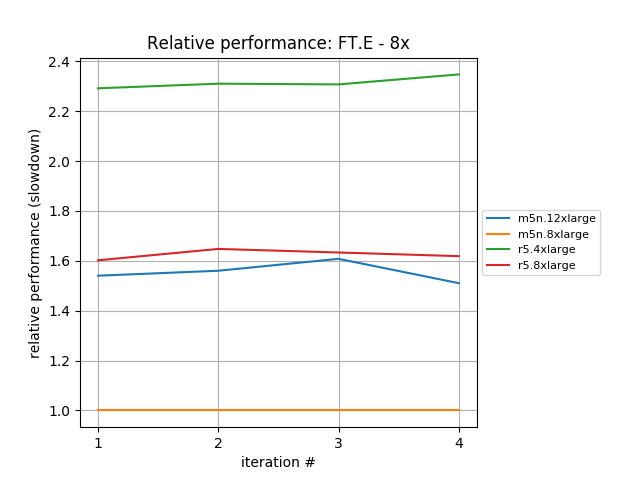 Relative performance: FT.E - 8x
relative performance (slowdown)
2.4
2.2
2.0
1.8
1.6
1.4
1.2
1.0
1 2 3 4
iteration #
m5n.12xlarge
m5n.8xlarge
r5.4xlarge
r5.8xlarge